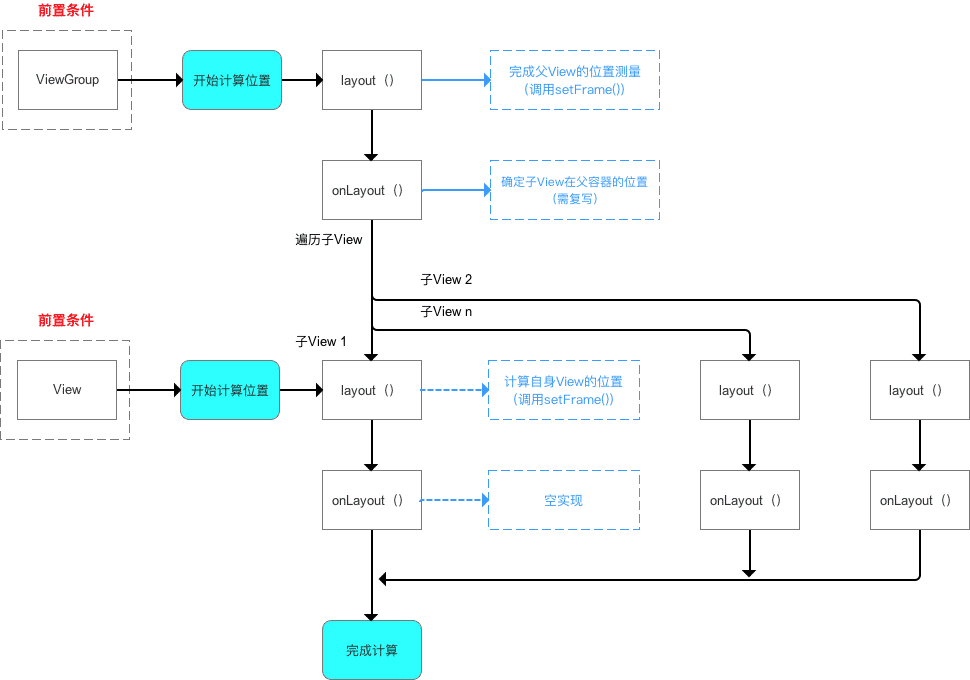 前置条件
ViewGroup
开始计算位置
layout（）
完成父View的位置测量
（调用setFrame()）
onLayout（）
确定子View在父容器的位置
（需复写）
遍历子View
子View 2
子View n
前置条件
子View 1
View
开始计算位置
layout（）
计算自身View的位置
（调用setFrame()）
layout（）
layout（）
onLayout（）
空实现
onLayout（）
onLayout（）
完成计算